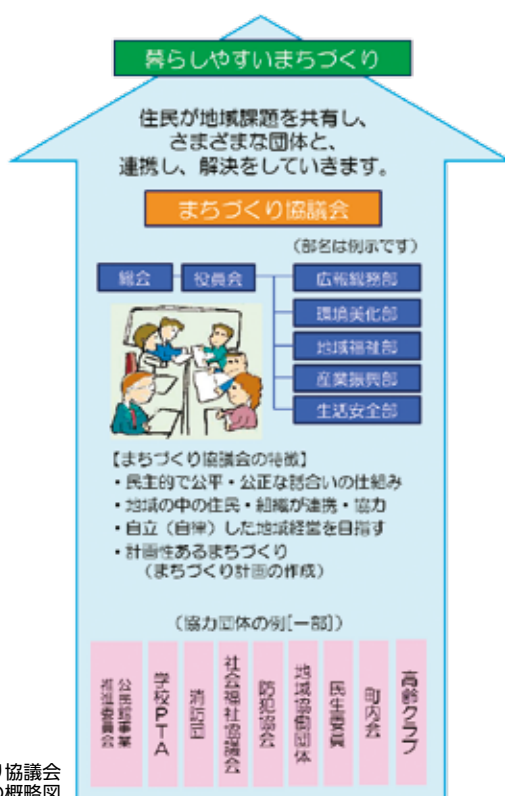 暮らしやすいまちづくり
住民が地域課題を共有し、
さまざまな団体と、
連携し、解決をしていきます。
まちづくり協議会
(部名は例示です)
総会 役員会 広報総務部
環境美化部
地域福祉部
産業振興部
生活安全部
【まちづくり協議会の特徴】
・民主的で公平・公正な話合いの仕組み
・地域の中の住民・組織が連携・協力
・自立(自律)した地域経営を目指す
・計画性あるまちづくり
(まちづくり計画の作成)
(協力団体の例[一部])
公民館事業
推進委員会
学校PTA
消防団
社会福祉協議会
防犯協会
地域協働団体
民生委員
町内会
高齢クラブ
り協議会
の概略図